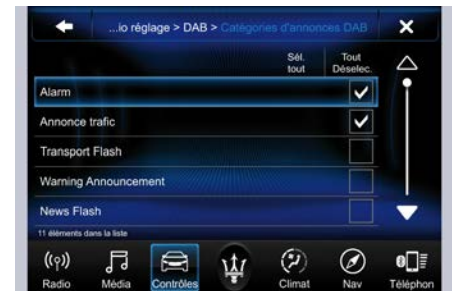 ...io réglage > DAB > Catégories d'annonces DAB
Sél. tout
Tout Déselec.
Alarm
Annonce trafic
Transport Flash
Warning Announcement
News Flash
11 éléments dans la liste
Radio Média Contrôles Climat Nav Téléphon